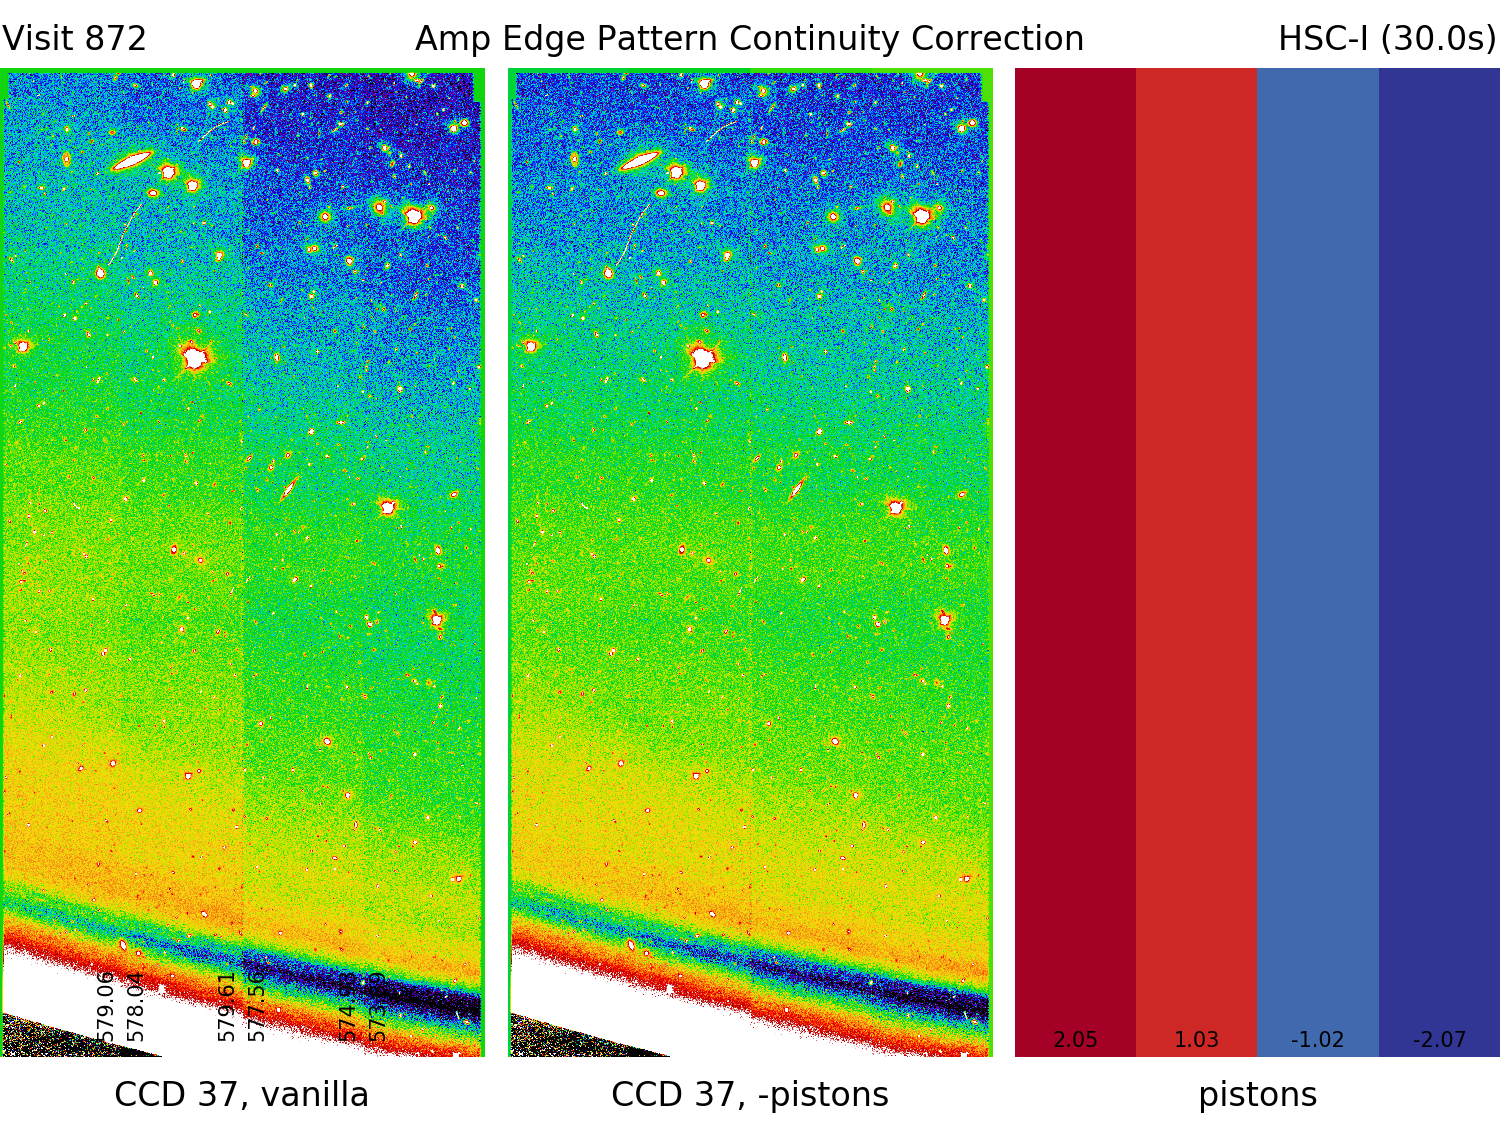 Visit 872
Amp Edge Pattern Continuity Correction
HSC-I (30.0s)
579.06
578.04
579.61
577.56
2.05
1.03
-1.02
-2.07
CCD 37, vanilla
CCD 37, -pistons
pistons